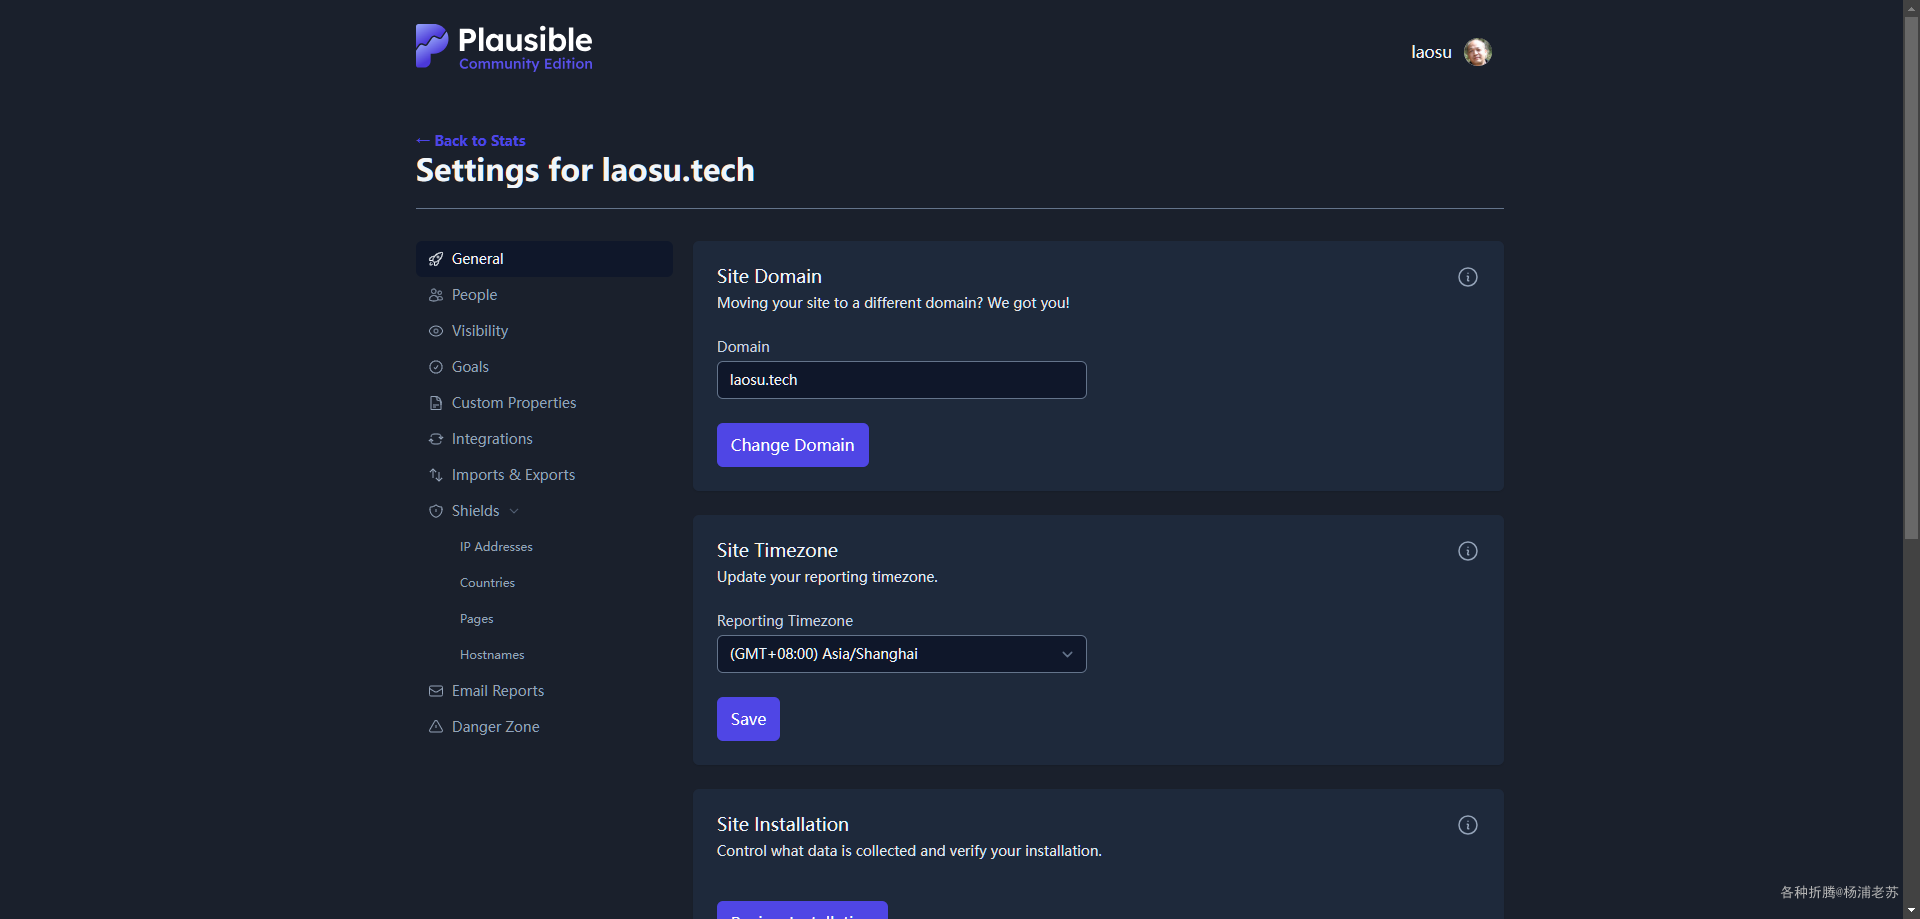 Plausible
Community Edition
laosu
← Back to Stats
Settings for laosu.tech
General
People
Visibility
Goals
Custom Properties
Integrations
Imports & Exports
Shields
IP Addresses
Countries
Pages
Hostnames
Email Reports
Danger Zone
Site Domain
Moving your site to a different domain? We got you!
Domain
laosu.tech
Change Domain
Site Timezone
Update your reporting timezone.
Reporting Timezone
(GMT+08:00) Asia/Shanghai
Save
Site Installation
Control what data is collected and verify your installation.
各种折腾@杨浦老苏